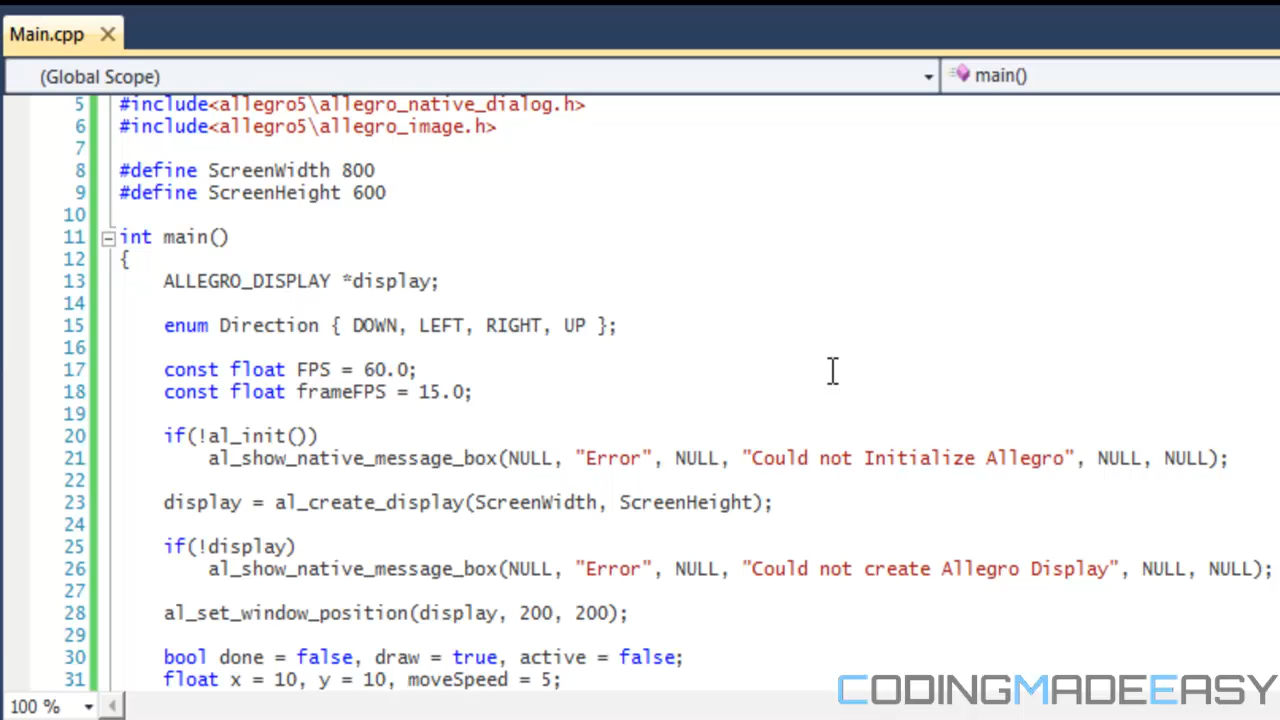 Main.cpp
(Global Scope) main()
5 #include<allegro5\allegro_native_dialog.h>
6 #include<allegro5\allegro_image.h>
7
8 #define ScreenWidth 800
9 #define ScreenHeight 600
10
11 int main()
12 {
13 ALLEGRO_DISPLAY *display;
14
15 enum Direction { DOWN, LEFT, RIGHT, UP };
16
17 const float FPS = 60.0;
18 const float frameFPS = 15.0;
19
20 if(!al_init())
21 al_show_native_message_box(NULL, "Error", NULL, "Could not Initialize Allegro", NULL, NULL);
22
23 display = al_create_display(ScreenWidth, ScreenHeight);
24
25 if(!display)
26 al_show_native_message_box(NULL, "Error", NULL, "Could not create Allegro Display", NULL, NULL);
27
28 al_set_window_position(display, 200, 200);
29
30 bool done = false, draw = true, active = false;
31 float x = 10, y = 10, moveSpeed = 5;
100 %
CODINGMADEEASY